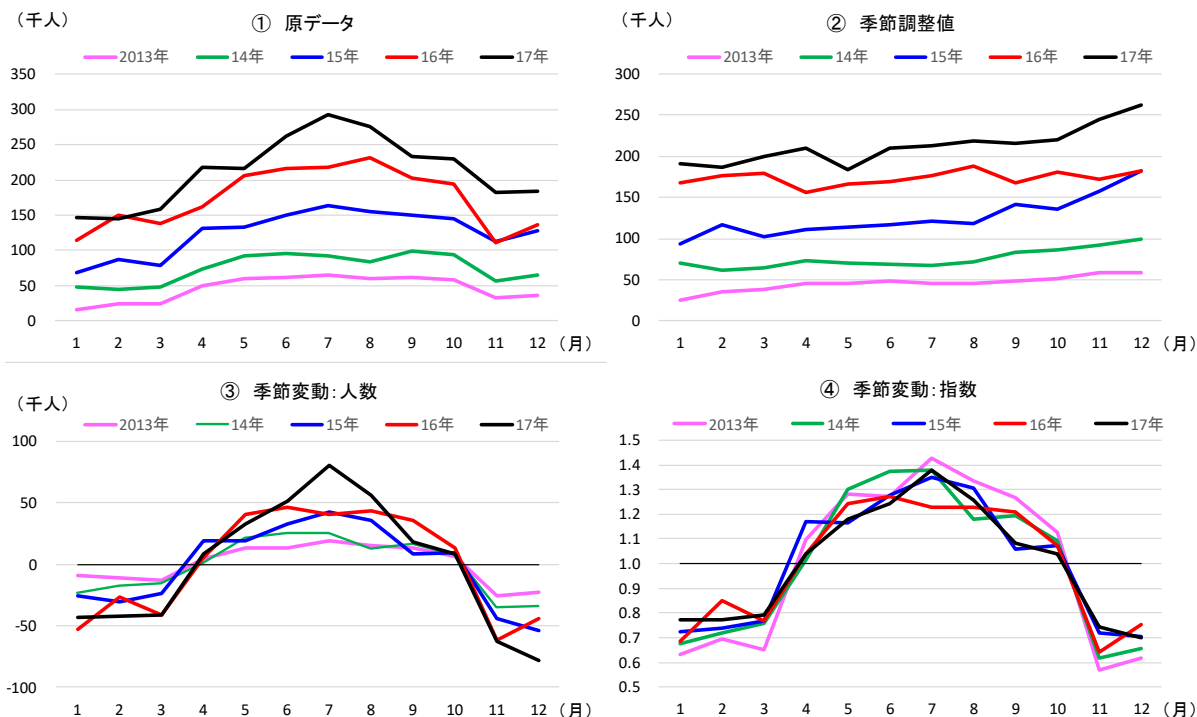 （千人）
① 原データ
2013年 14年 15年 16年 17年
350
300
250
200
150
100
50
0
1 2 3 4 5 6 7 8 9 10 11 12 （月）
② 季節調整値
2013年 14年 15年 16年 17年
300
250
200
150
100
50
0
1 2 3 4 5 6 7 8 9 10 11 12 （月）
（千人）
③ 季節変動：人数
2013年 14年 15年 16年 17年
100
50
0
-50
-100
1 2 3 4 5 6 7 8 9 10 11 12 （月）
④ 季節変動：指数
2013年 14年 15年 16年 17年
1.5
1.4
1.3
1.2
1.1
1.0
0.9
0.8
0.7
0.6
0.5
1 2 3 4 5 6 7 8 9 10 11 12 （月）
（千人）